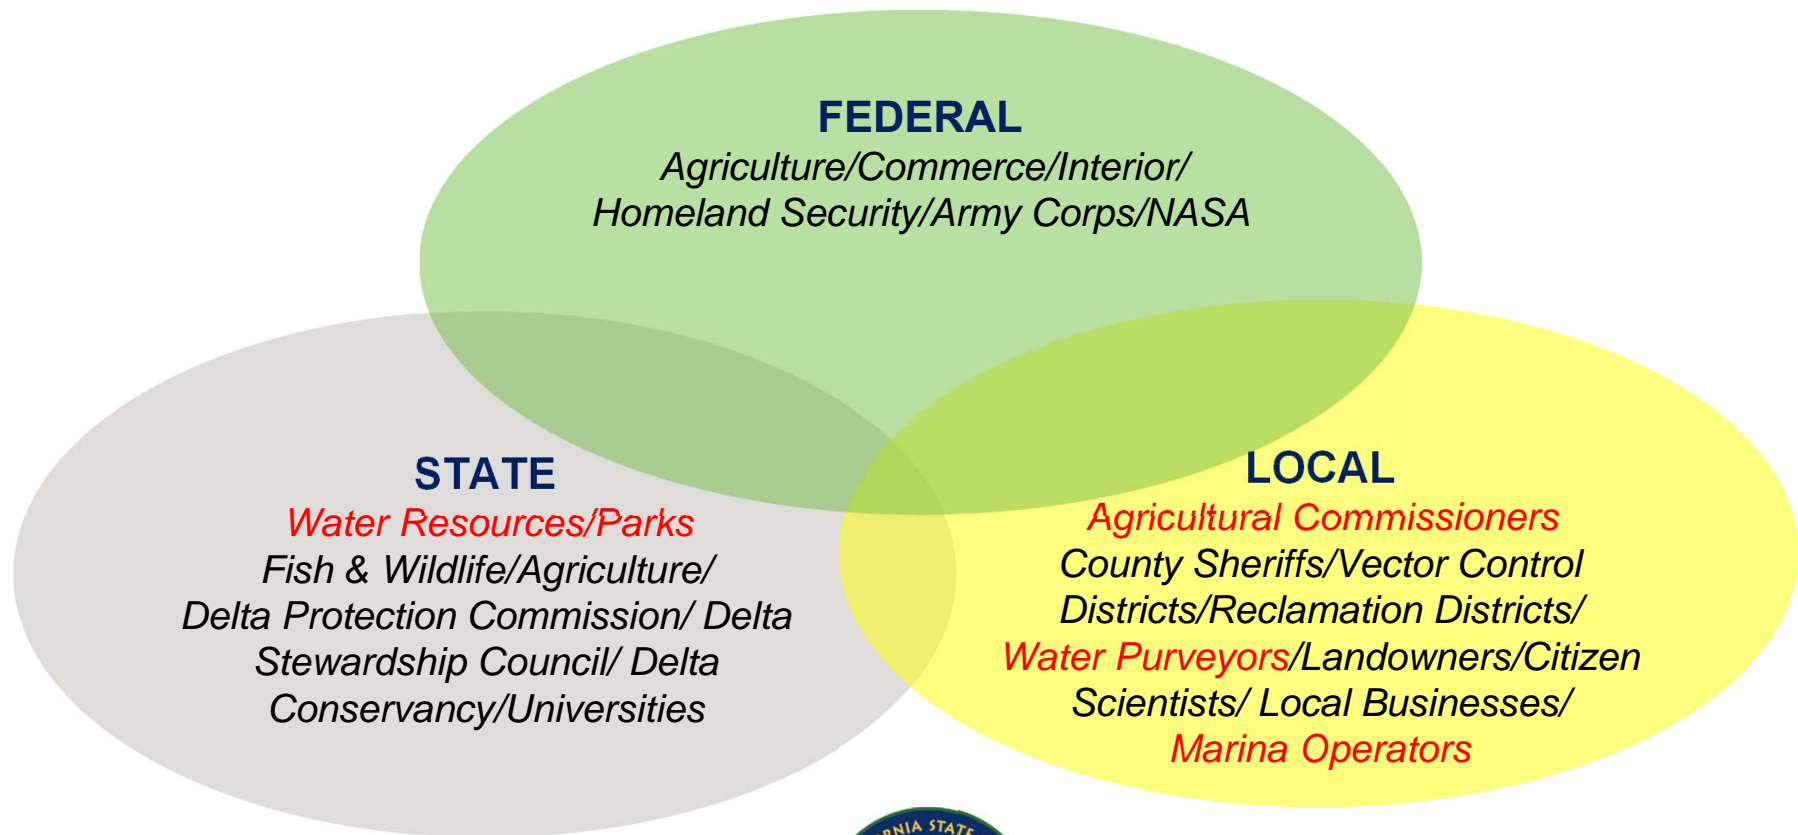 FEDERAL
Agriculture/Commerce/Interior/
Homeland Security/Army Corps/NASA
STATE
Water Resources/Parks
Fish & Wildlife/Agriculture/
Delta Protection Commission/ Delta
Stewardship Council/ Delta
Conservancy/Universities
LOCAL
Agricultural Commissioners
County Sheriffs/Vector Control
Districts/Reclamation Districts/
Water Purveyors/Landowners/Citizen
Scientists/ Local Businesses/
Marina Operators
STATE